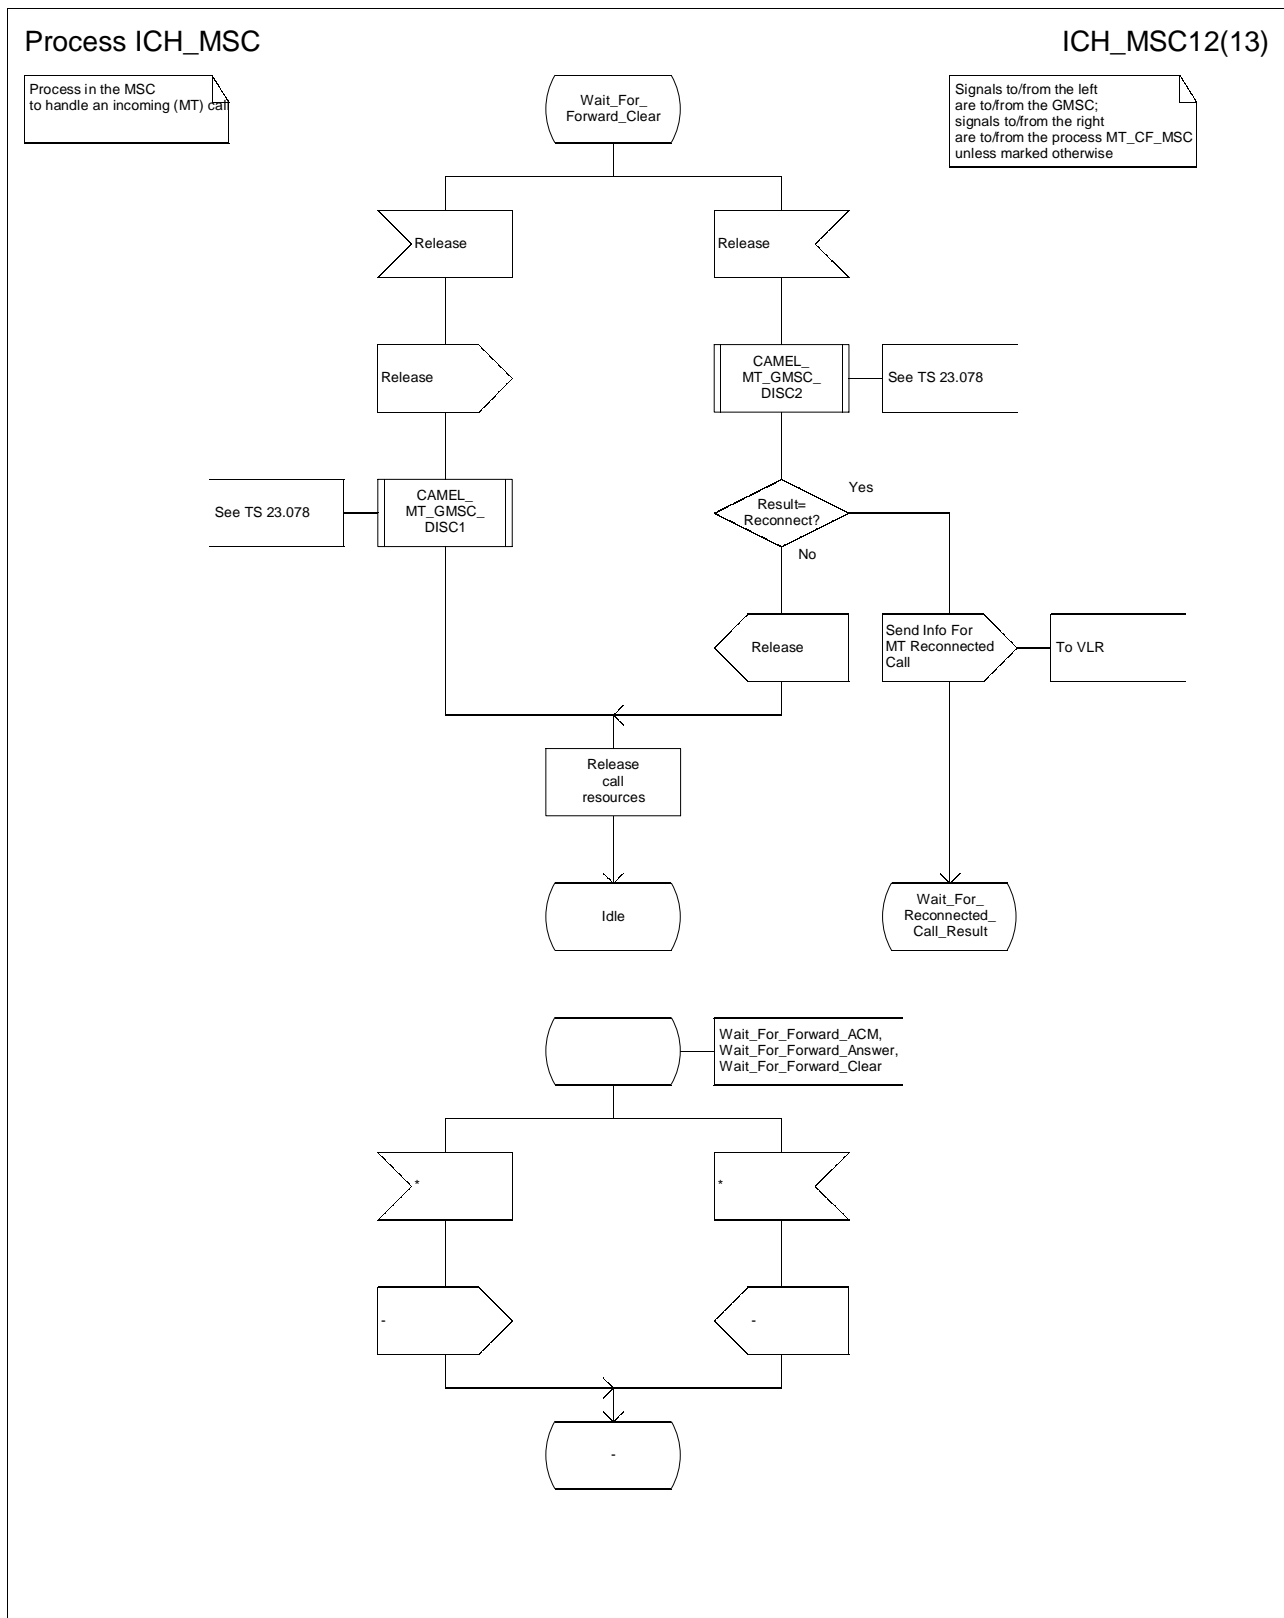 Process ICH_MSC
ICH_MSC12(13)
Process in the MSC
to handle an incoming (MT) call
Signals to/from the left
are to/from the GMSC;
signals to/from the right
are to/from the process MT_CF_MSC
unless marked otherwise
Wait_For_
Forward_Clear
Release
Release
Release
CAMEL_
MT_GMSC_
DISC2
See TS 23.078
See TS 23.078
CAMEL_
MT_GMSC_
DISC1
Result=
Reconnect?
Yes
No
Release
Send Info For
MT Reconnected
Call
To VLR
Release
call
resources
Idle
Wait_For_
Reconnected_
Call_Result
Wait_For_Forward_ACM,
Wait_For_Forward_Answer,
Wait_For_Forward_Clear
*
*
-
-
-